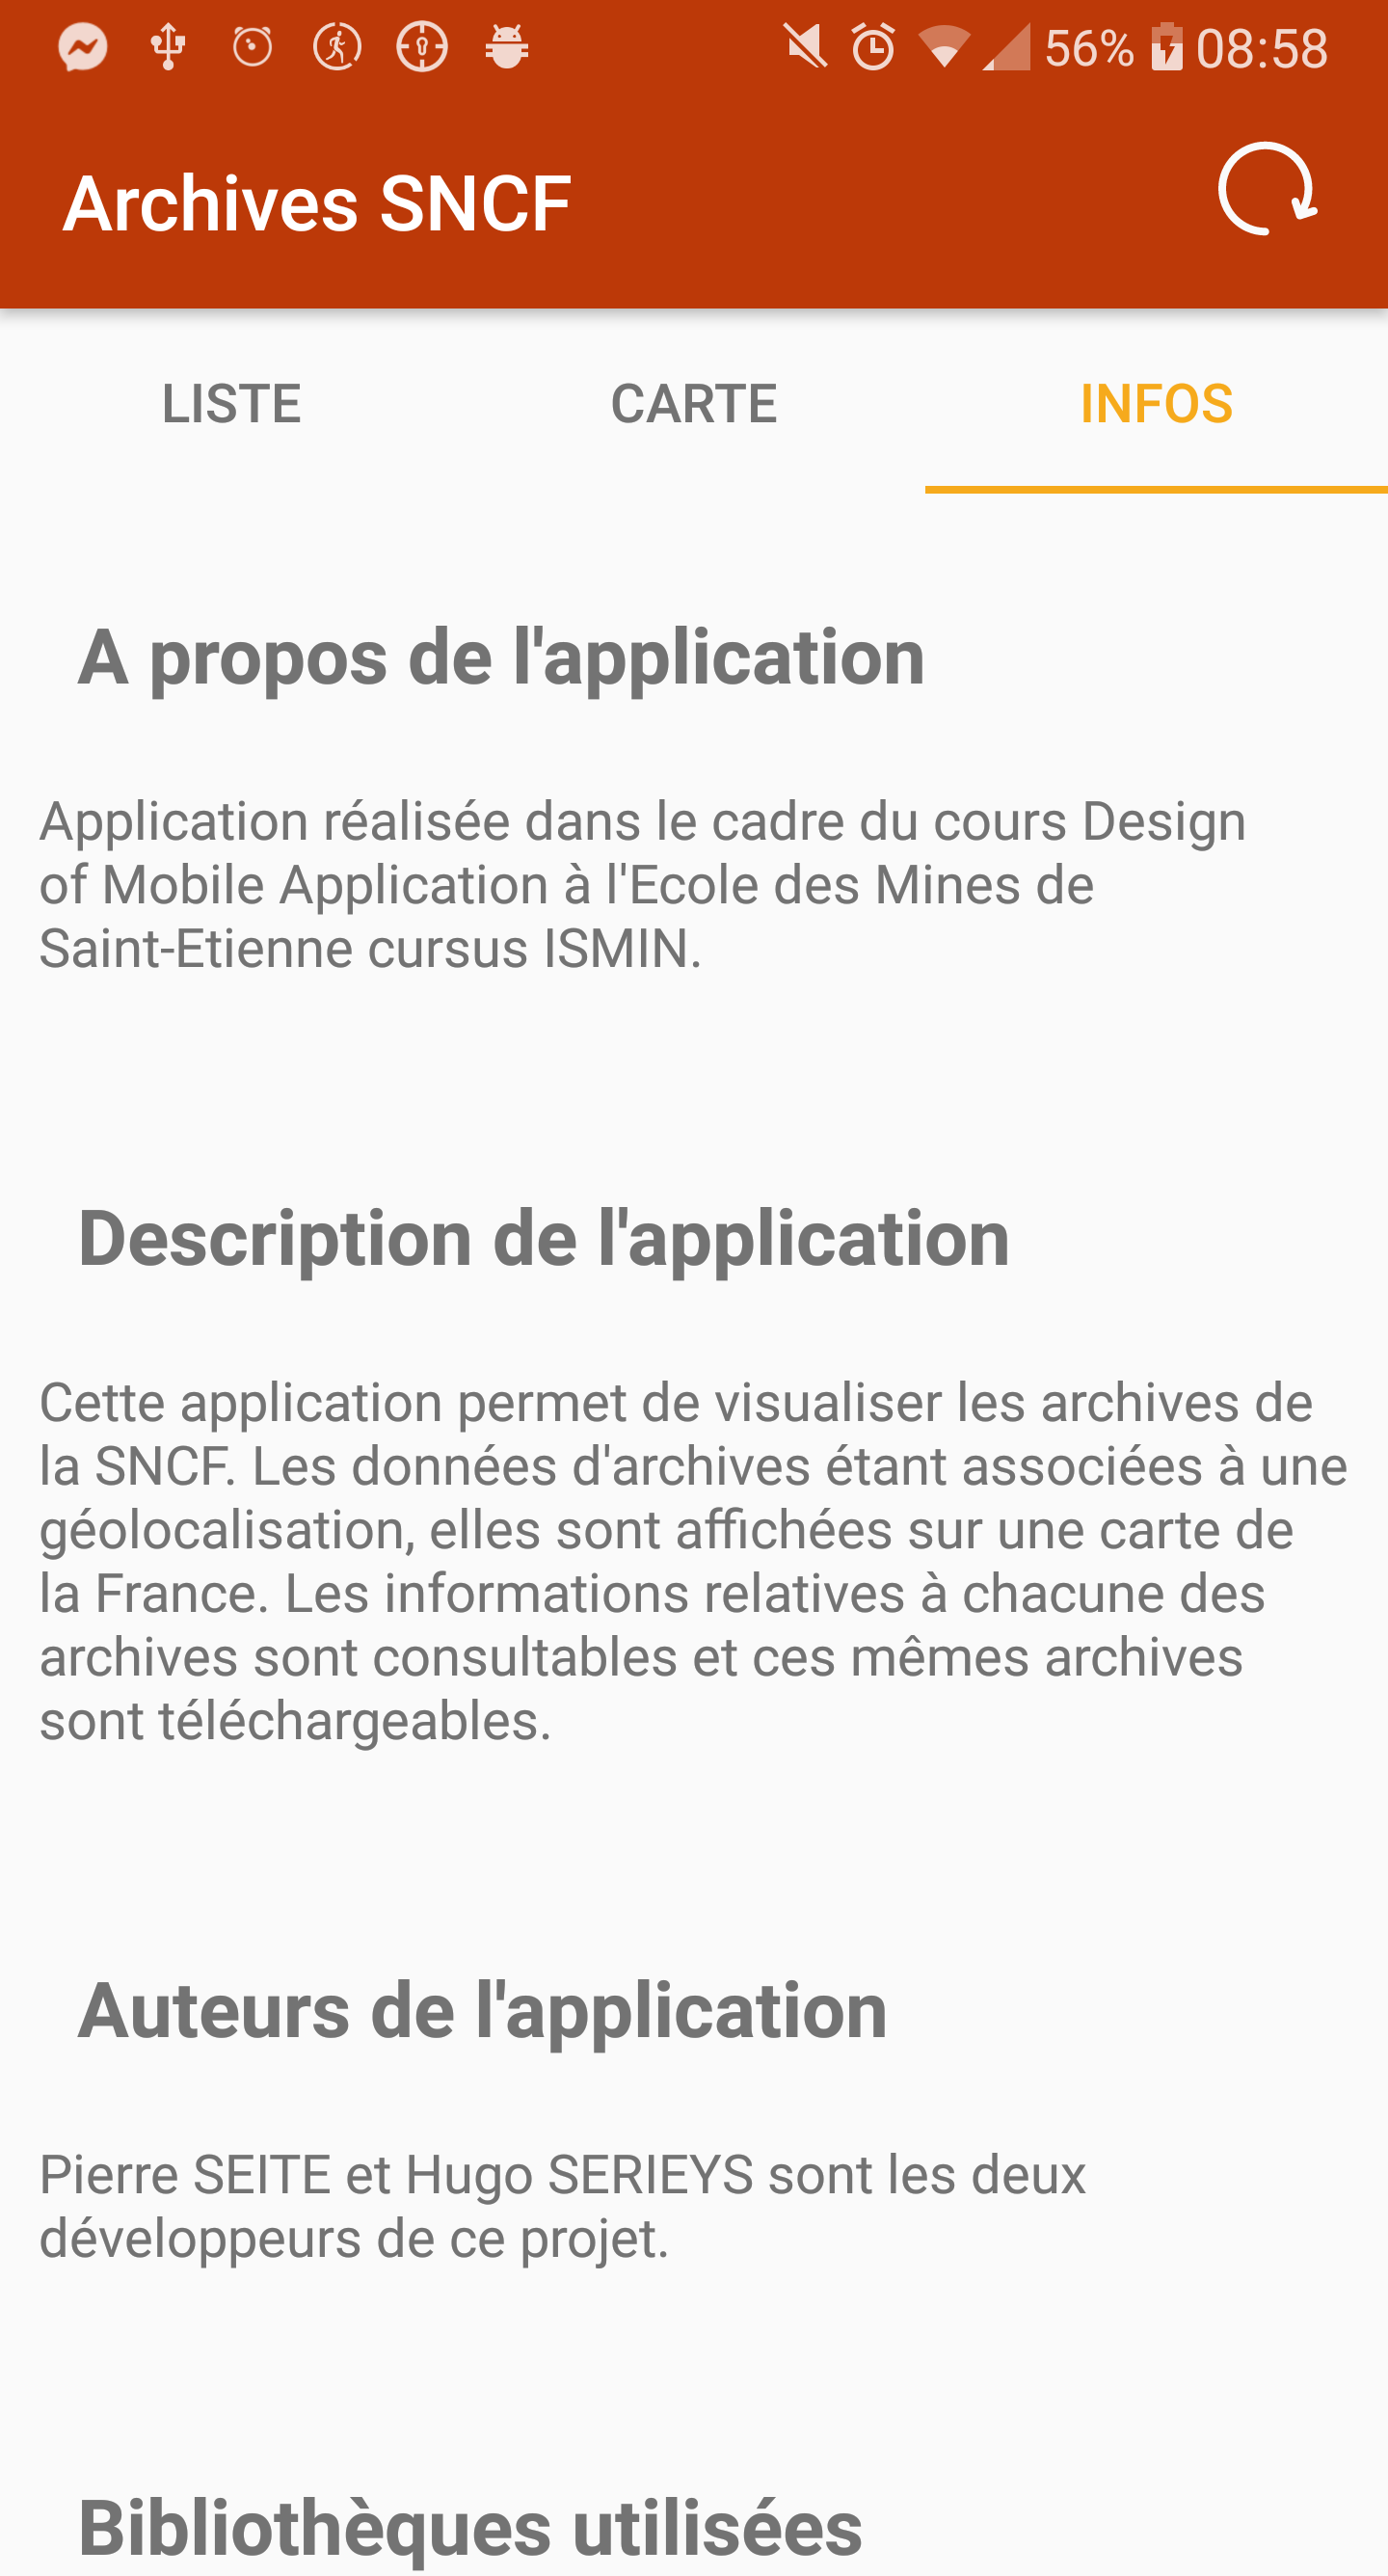 56% 08:58
Archives SNCF
LISTE CARTE INFOS
A propos de l'application
Application réalisée dans le cadre du cours Design
of Mobile Application à l'Ecole des Mines de
Saint-Etienne cursus ISMIN.
Description de l'application
Cette application permet de visualiser les archives de
la SNCF. Les données d'archives étant associées à une
géolocalisation, elles sont affichées sur une carte de
la France. Les informations relatives à chacune des
archives sont consultables et ces mêmes archives
sont téléchargeables.
Auteurs de l'application
Pierre SEITE et Hugo SERIEYS sont les deux
développeurs de ce projet.
Bibliothèques utilisées